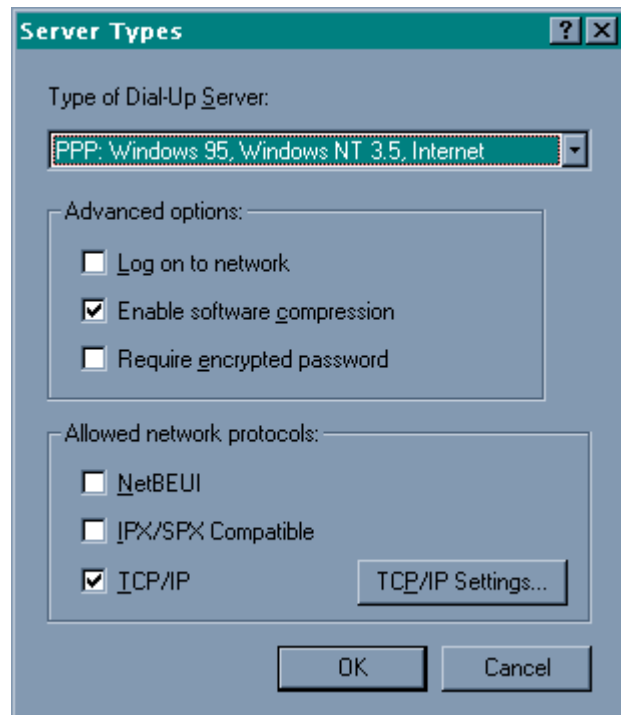 Server Types
Type of Dial-Up Server:
PPP: Windows 95, Windows NT 3.5, Internet
Advanced options:
Log on to network
Enable software compression
Require encrypted password
Allowed network protocols:
NetBEUI
IPX/SPX Compatible
TCP/IP TCP/IP Settings...
OK Cancel